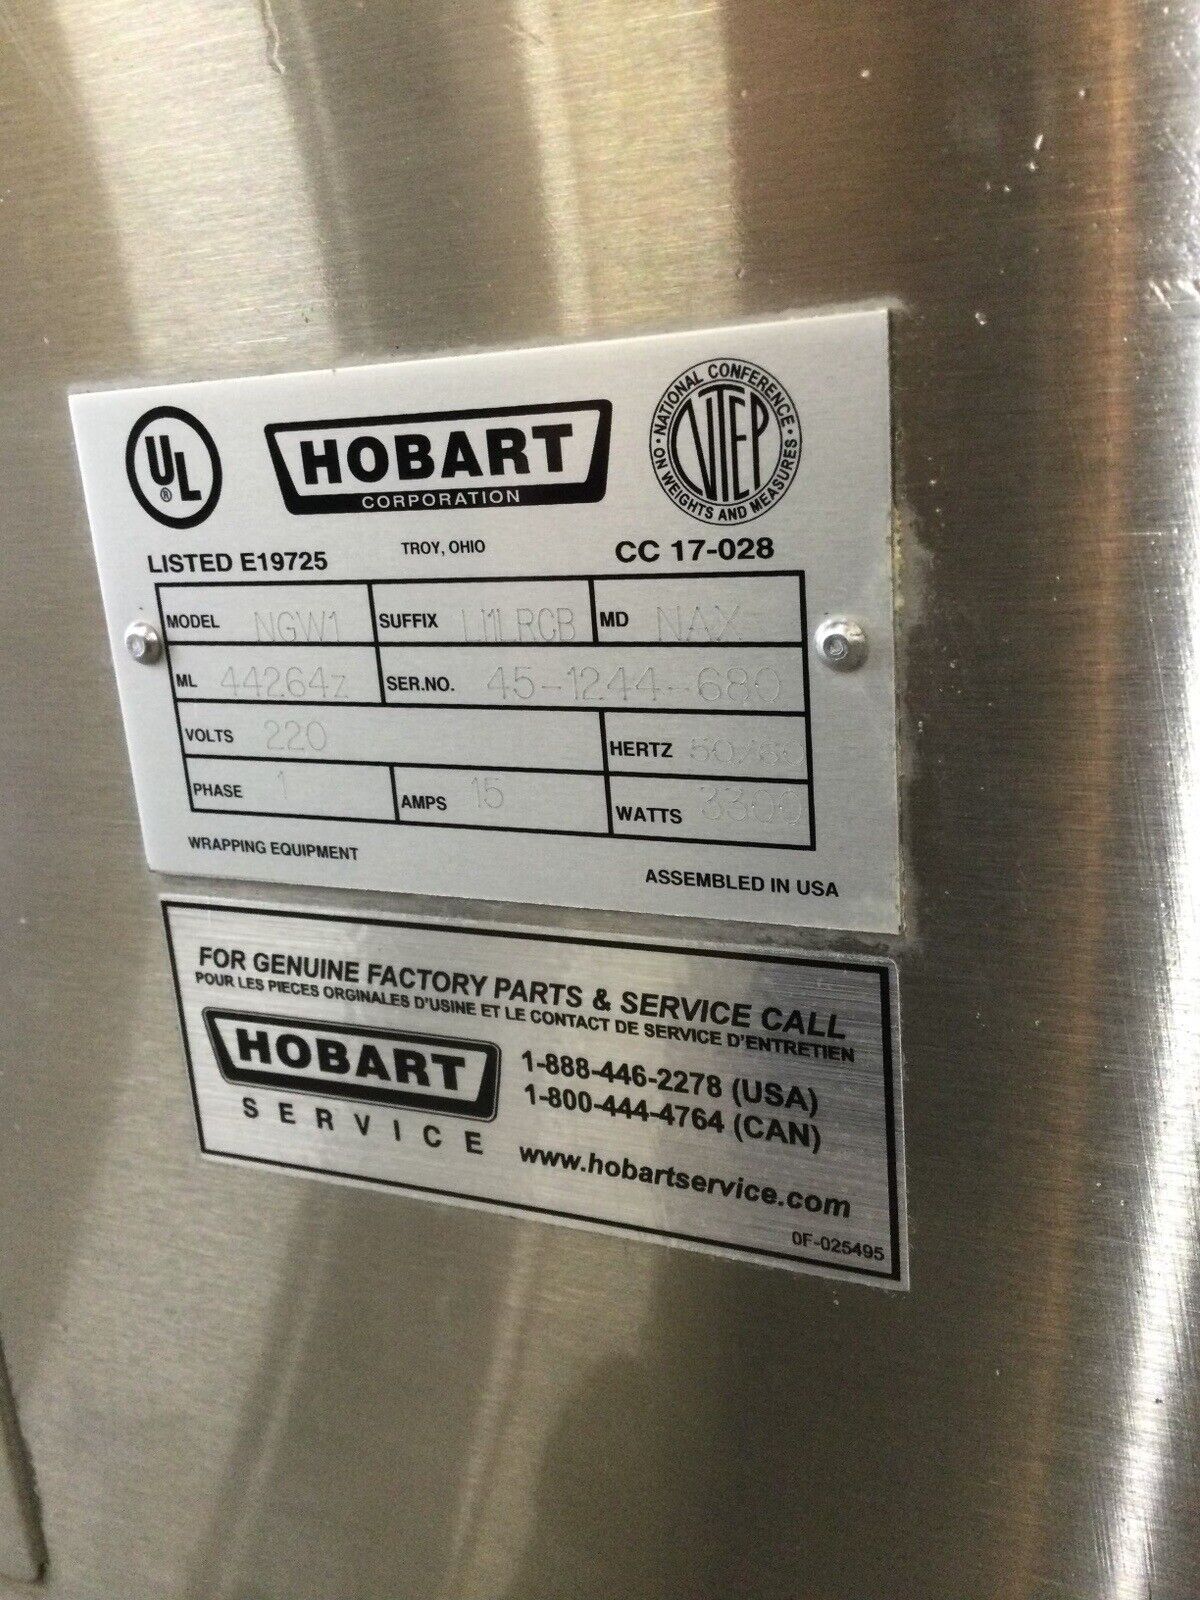 UL ®
HOBART
CORPORATION
NATIONAL CONFERENCE
NTEP
ON WEIGHTS AND MEASURES
LISTED E19725
TROY, OHIO
CC 17-028
MODEL NGW1 SUFFIX LI1LRCB MD NAX
ML 44264z SER.NO. 45-1244-680
VOLTS 220 HERTZ 50/60
PHASE 1 AMPS 15 WATTS 3300
WRAPPING EQUIPMENT
ASSEMBLED IN USA
FOR GENUINE FACTORY PARTS & SERVICE CALL
POUR LES PIECES ORGINALES D'USINE ET LE CONTACT DE SERVICE D'ENTRETIEN
HOBART
SERVICE
1-888-446-2278 (USA)
1-800-444-4764 (CAN)
www.hobartservice.com
0F-025495